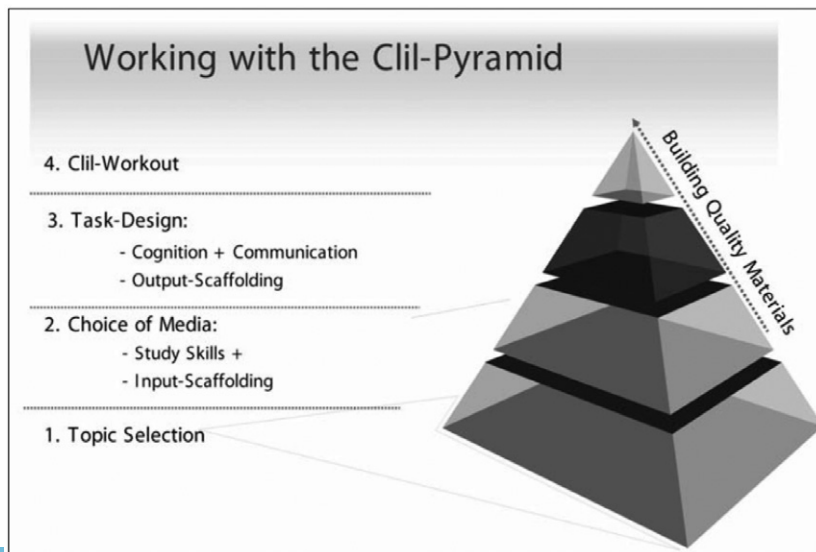 Working with the Clil-Pyramid
4. Clil-Workout
3. Task-Design:
- Cognition + Communication
- Output-Scaffolding
2. Choice of Media:
- Study Skills +
- Input-Scaffolding
1. Topic Selection
Building Quality Materials